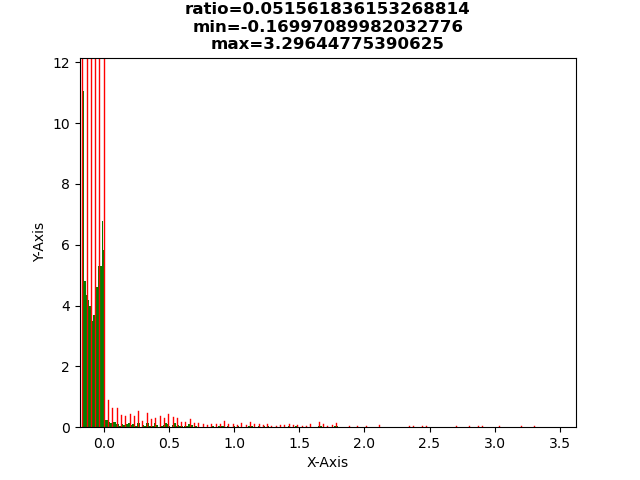 ratio=0.051561836153268814
min=-0.16997089982032776
max=3.29644775390625
12
10
8
6
4
2
0
Y-Axis
0.0 0.5 1.0 1.5 2.0 2.5 3.0 3.5
X-Axis